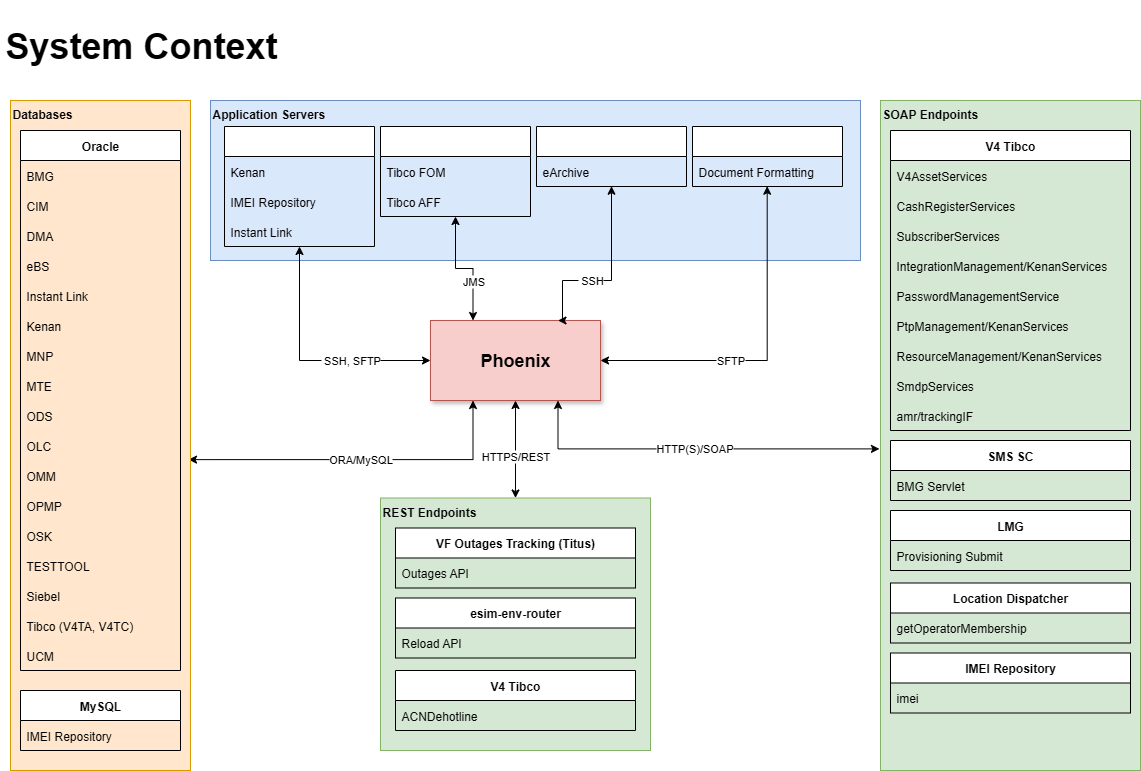 System Context
Databases
Oracle
BMG
CIM
DMA
eBS
Instant Link
Kenan
MNP
MTE
ODS
OLC
OMM
OPMP
OSK
TESTTOOL
Siebel
Tibco (V4TA, V4TC)
UCM
MySQL
IMEI Repository
Application Servers
Kenan
IMEI Repository
Instant Link
Tibco FOM
Tibco AFF
eArchive
Document Formatting
JMS
SSH
SSH, SFTP
Phoenix
SFTP
ORA/MySQL
HTTPS/REST
HTTP(S)/SOAP
REST Endpoints
VF Outages Tracking (Titus)
Outages API
esim-env-router
Reload API
V4 Tibco
ACNDehotline
SOAP Endpoints
V4 Tibco
V4AssetServices
CashRegisterServices
SubscriberServices
IntegrationManagement/KenanServices
PasswordManagementService
PtpManagement/KenanServices
ResourceManagement/KenanServices
SmdpServices
amr/trackingIF
SMS SC
BMG Servlet
LMG
Provisioning Submit
Location Dispatcher
getOperatorMembership
IMEI Repository
imei